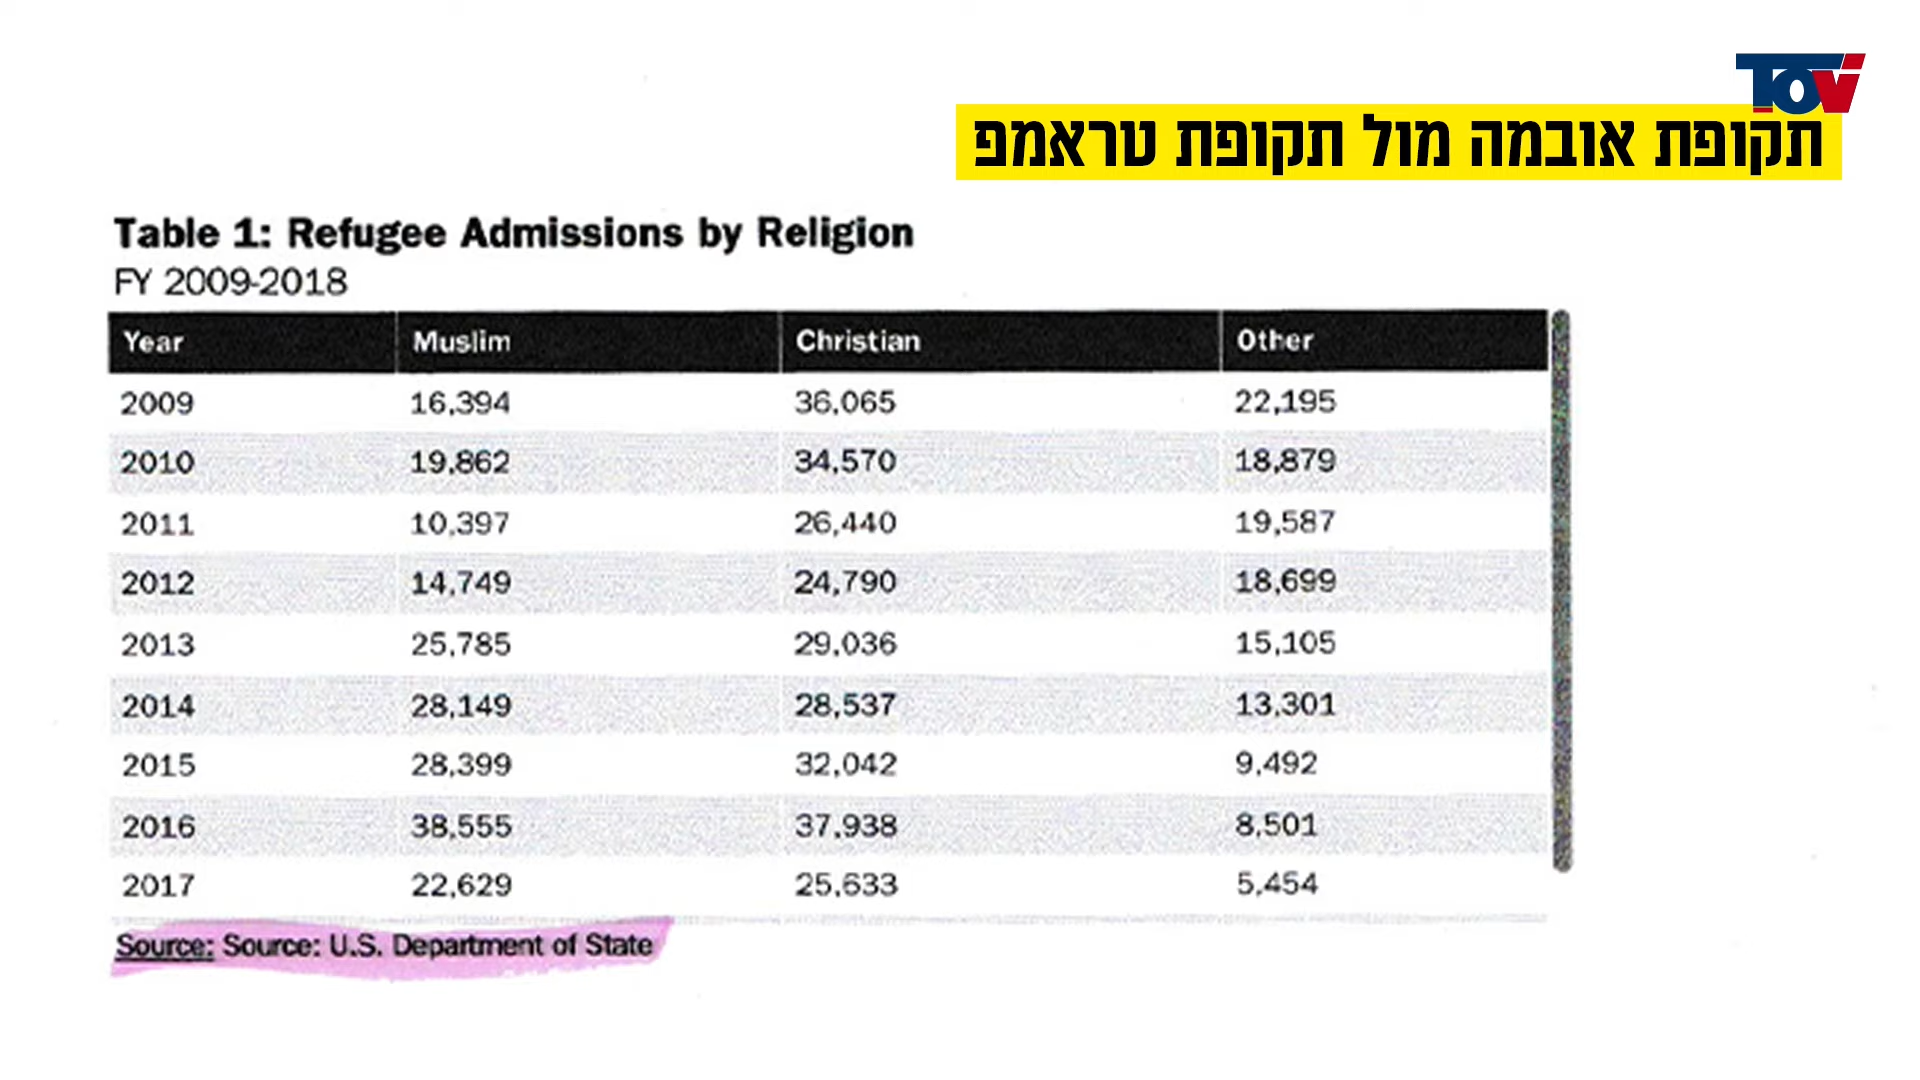 TOV
תקופת אובמה מול תקופת טראמפ
Table 1: Refugee Admissions by Religion
FY 2009-2018
Year Muslim Christian Other
2009 16,394 36,065 22,195
2010 19,862 34,570 18,879
2011 10,397 26,440 19,587
2012 14,749 24,790 18,699
2013 25,785 29,036 15,105
2014 28,149 28,537 13,301
2015 28,399 32,042 9,492
2016 38,555 37,938 8,501
2017 22,629 25,633 5,454
Source: Source: U.S. Department of State